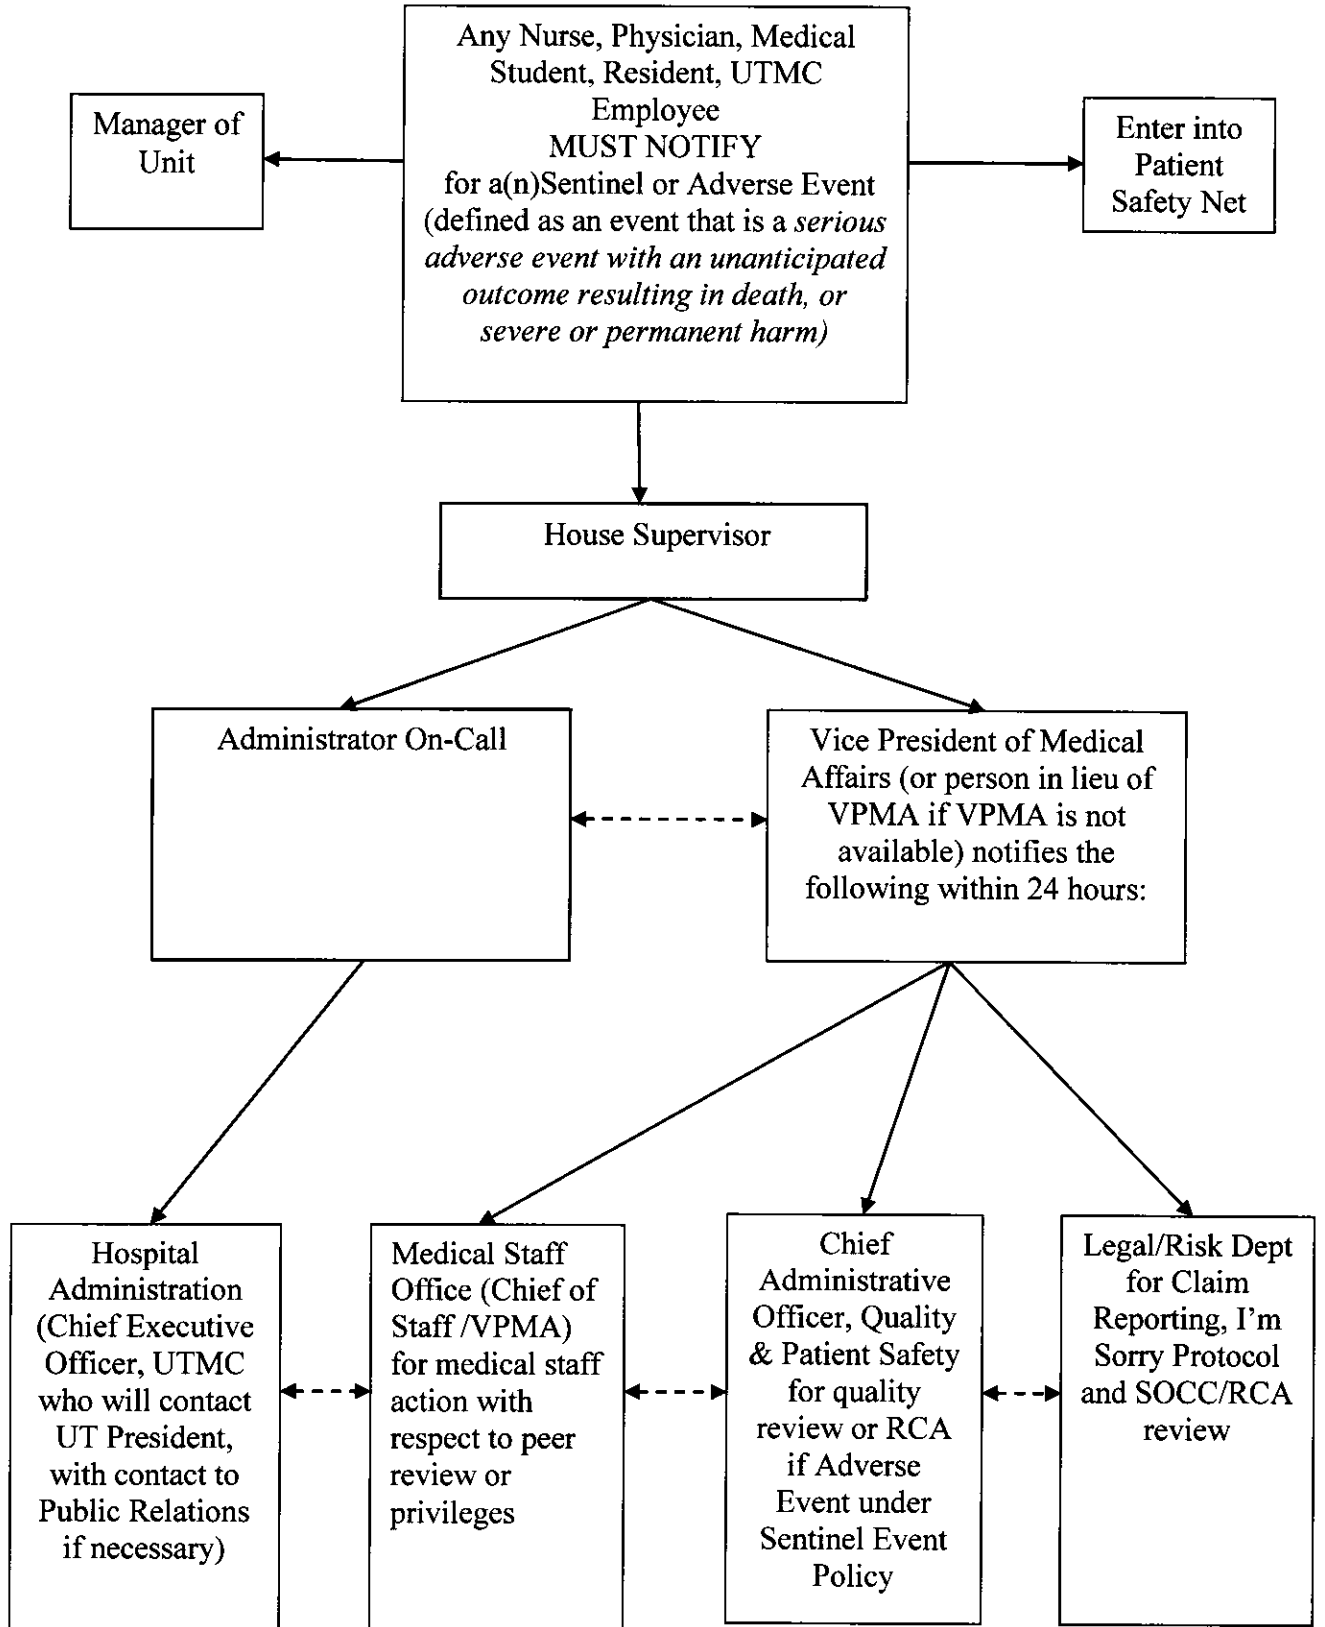 Any Nurse, Physician, Medical
Student, Resident, UTMC
Employee
MUST NOTIFY
for a(n)Sentinel or Adverse Event
(defined as an event that is a serious
adverse event with an unanticipated
outcome resulting in death, or
severe or permanent harm)
Manager of
Unit
Enter into
Patient
Safety Net
House Supervisor
Administrator On-Call
Vice President of Medical
Affairs (or person in lieu of
VPMA if VPMA is not
available) notifies the
following within 24 hours:
Hospital
Administration
(Chief Executive
Officer, UTMC
who will contact
UT President,
with contact to
Public Relations
if necessary)
Medical Staff
Office (Chief of
Staff /VPMA)
for medical staff
action with
respect to peer
review or
privileges
Chief
Administrative
Officer, Quality
& Patient Safety
for quality
review or RCA
if Adverse
Event under
Sentinel Event
Policy
Legal/Risk Dept
for Claim
Reporting, I'm
Sorry Protocol
and SOCC/RCA
review